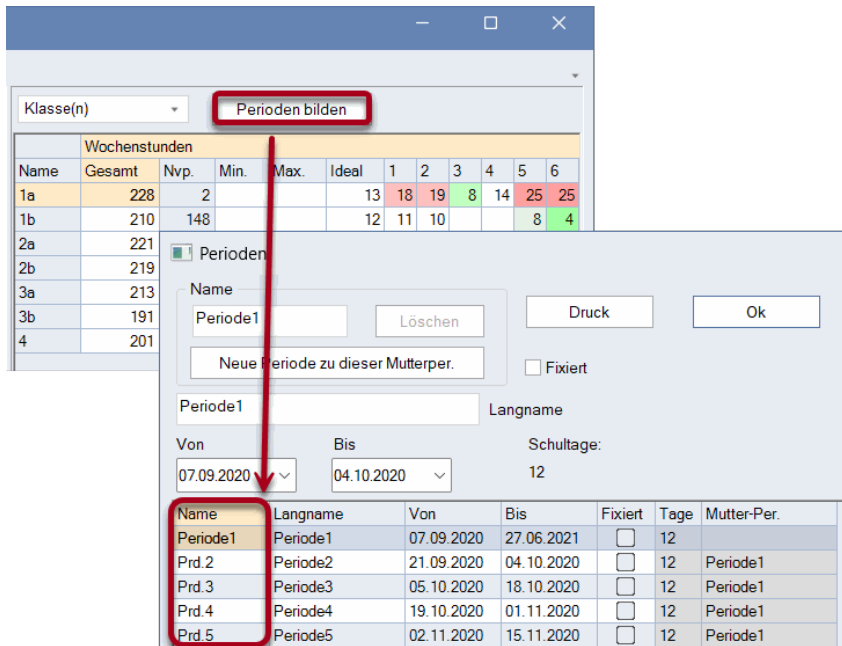 Klasse(n)
Perioden bilden
Wochenstunden
Name Gesamt Nvp. Min. Max. Ideal 1 2 3 4 5 6
1a 228 2 13 18 19 8 14 25 25
1b 210 148 12 11 10 8 4
2a 221
2b 219
3a 213
3b 191
4 201
Perioden
Name
Periode1 Löschen Druck Ok
Neue Periode zu dieser Mutterper. Fixiert
Periode1 Langname
Von Bis Schultage:
07.09.2020 04.10.2020 12
Name Langname Von Bis Fixiert Tage Mutter-Per.
Periode1 Periode1 07.09.2020 27.06.2021 12
Prd.2 Periode2 21.09.2020 04.10.2020 12 Periode1
Prd.3 Periode3 05.10.2020 18.10.2020 12 Periode1
Prd.4 Periode4 19.10.2020 01.11.2020 12 Periode1
Prd.5 Periode5 02.11.2020 15.11.2020 12 Periode1